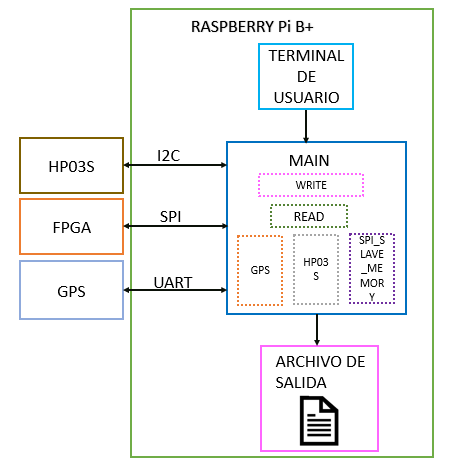 RASPBERRY Pi B+
TERMINAL
DE
USUARIO
HP03S
I2C
FPGA
SPI
GPS
UART
MAIN
WRITE
READ
GPS
HP03
S
SPI_S
LAVE
_ME
MOR
Y
ARCHIVO DE
SALIDA